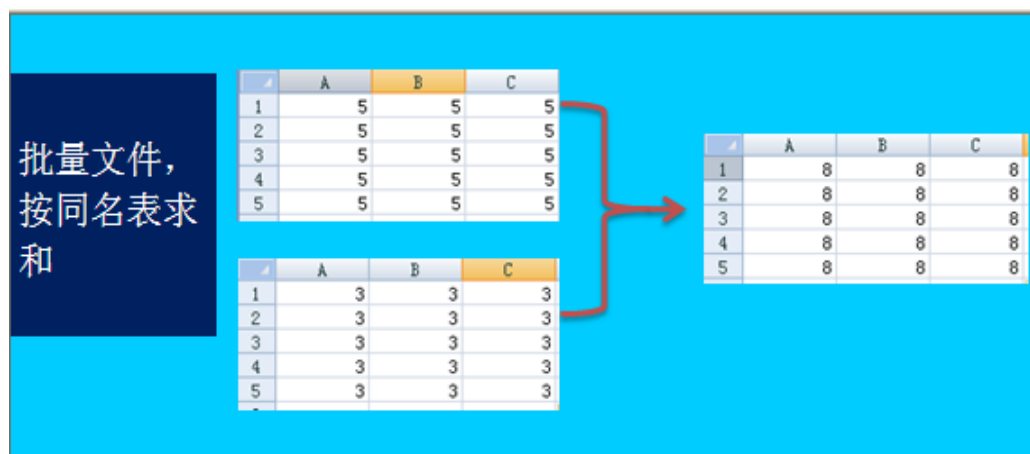 批量文件，
按同名表求
和
A B C
1 5 5 5
2 5 5 5
3 5 5 5
4 5 5 5
5 5 5 5
A B C
1 3 3 3
2 3 3 3
3 3 3 3
4 3 3 3
5 3 3 3
A B C
1 8 8 8
2 8 8 8
3 8 8 8
4 8 8 8
5 8 8 8